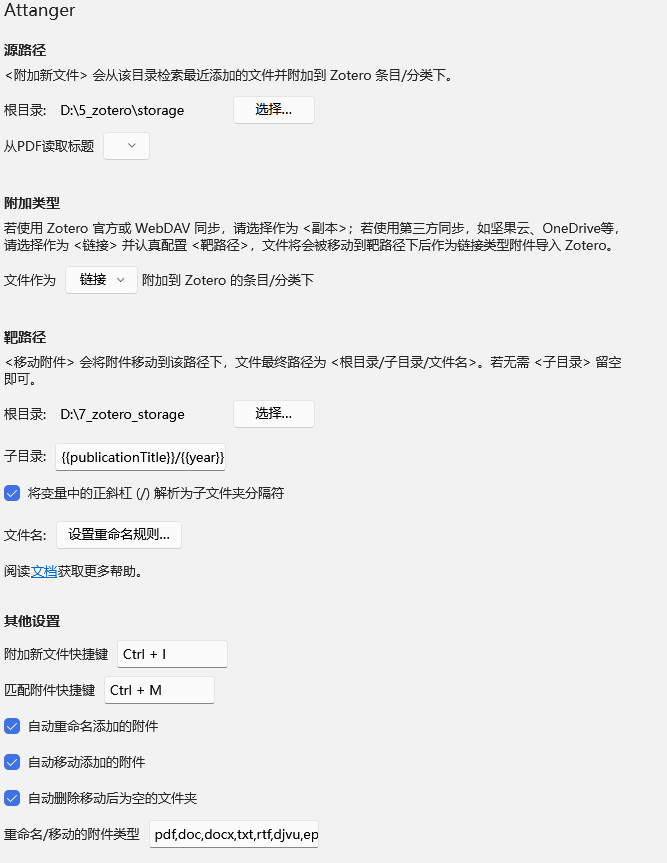 Attanger
源路径
<附加新文件> 会从该目录检索最近添加的文件并附加到 Zotero 条目/分类下。
根目录: D:\5_zotero\storage 选择...
从PDF读取标题
附加类型
若使用 Zotero 官方或 WebDAV 同步，请选择作为 <副本>；若使用第三方同步，如坚果云、OneDrive等，
请选择作为 <链接> 并认真配置 <靶路径>，文件将会被移动到靶路径下后作为链接类型附件导入 Zotero。
文件作为 链接 附加到 Zotero 的条目/分类下
靶路径
<移动附件> 会将附件移动到该路径下，文件最终路径为 <根目录/子目录/文件名>。若无需 <子目录> 留空
即可。
根目录: D:\7_zotero_storage 选择...
子目录: {{publicationTitle}}/{{year}}
将变量中的正斜杠 (/) 解析为子文件夹分隔符
文件名: 设置重命名规则...
阅读文档获取更多帮助。
其他设置
附加新文件快捷键 Ctrl + I
匹配附件快捷键 Ctrl + M
自动重命名添加的附件
自动移动添加的附件
自动删除移动后为空的文件夹
重命名/移动的附件类型 pdf,doc,docx,txt,rtf,djvu,ep